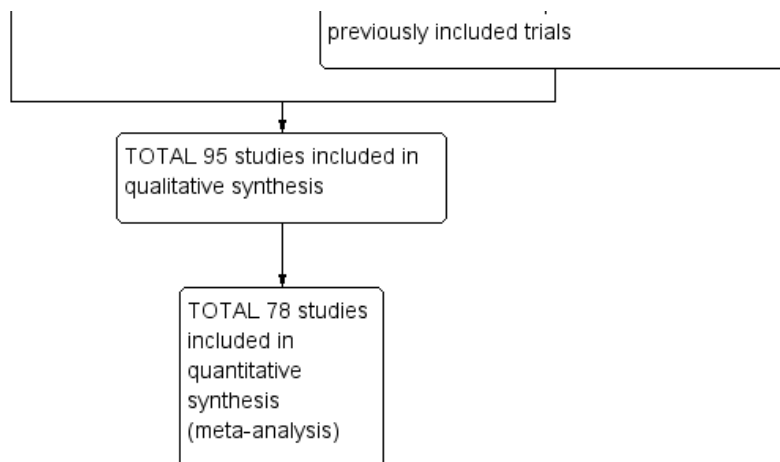 previously included trials
TOTAL 95 studies included in
qualitative synthesis
TOTAL 78 studies
included in
quantitative
synthesis
(meta-analysis)